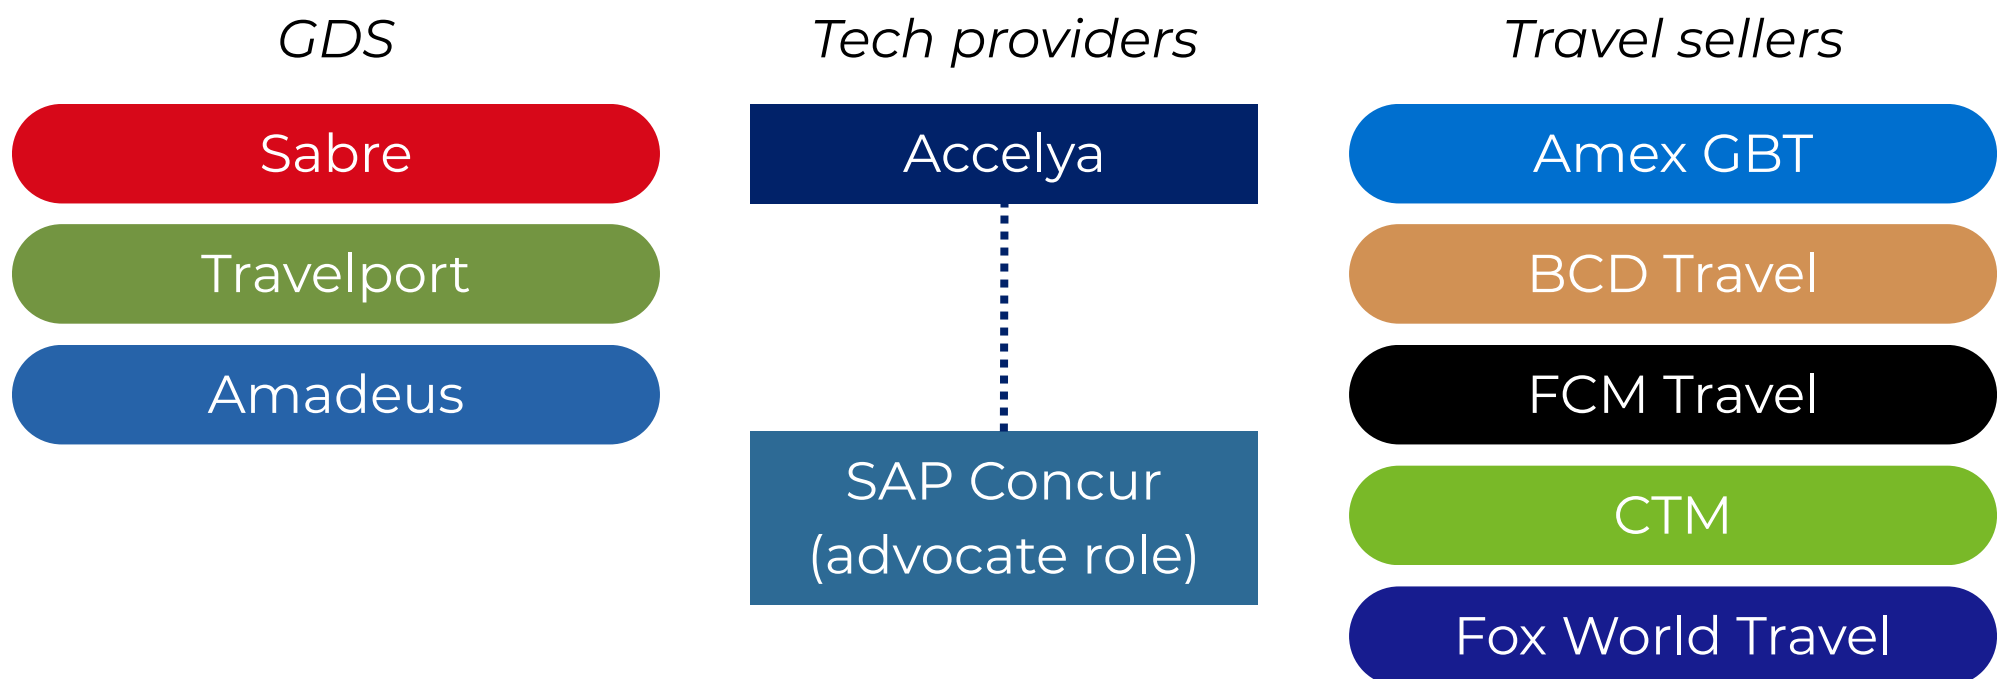 GDS
Sabre
Travelport
Amadeus
Tech providers
Accelya
SAP Concur
(advocate role)
Travel sellers
Amex GBT
BCD Travel
FCM Travel
CTM
Fox World Travel